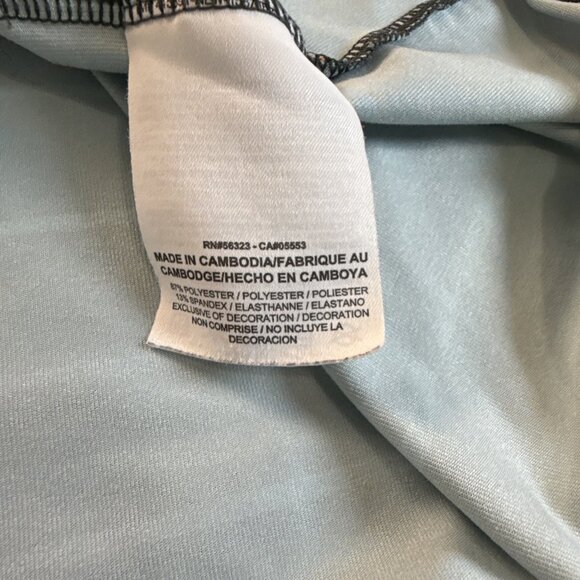 RN#56323 - CA#05553
MADE IN CAMBODIA/FABRIQUE AU
CAMBODGE/HECHO EN CAMBOYA
87% POLYESTER / POLYESTER / POLIESTER
13% SPANDEX / ELASTHANNE / ELASTANO
EXCLUSIVE OF DECORATION / DECORATION
NON COMPRISE / NO INCLUYE LA
DECORACION